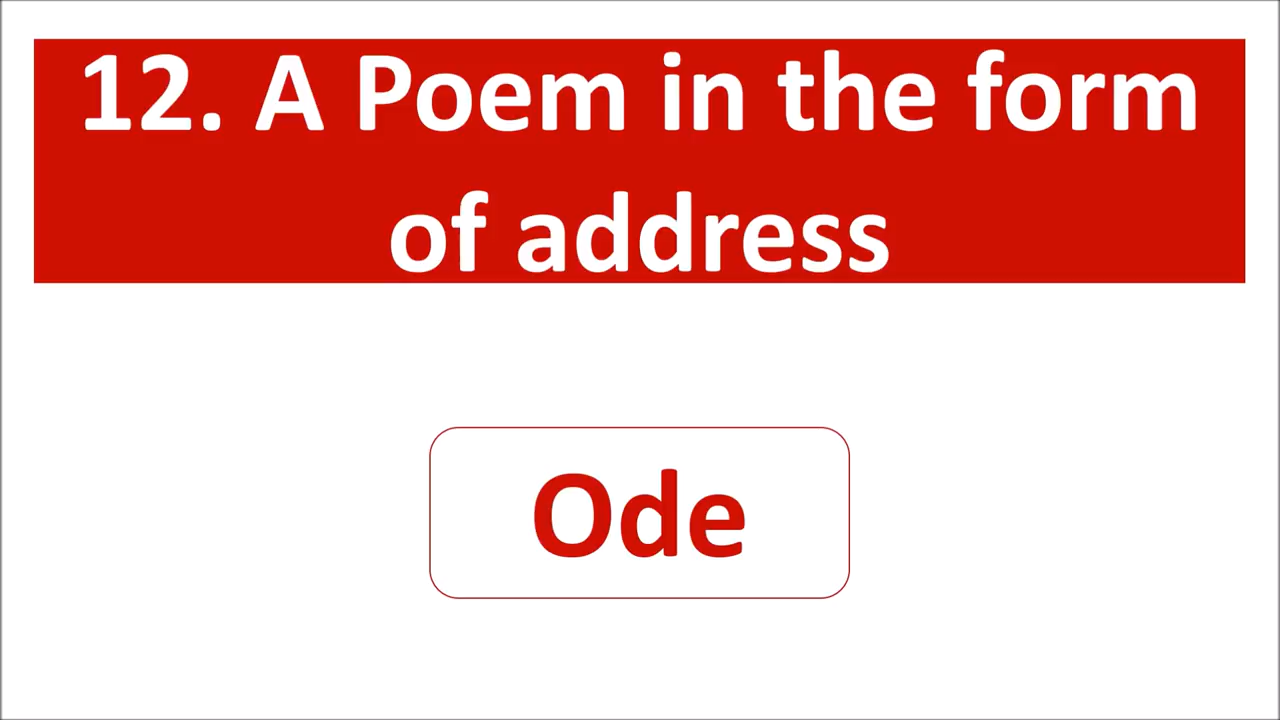 12. A Poem in the form
of address
Ode